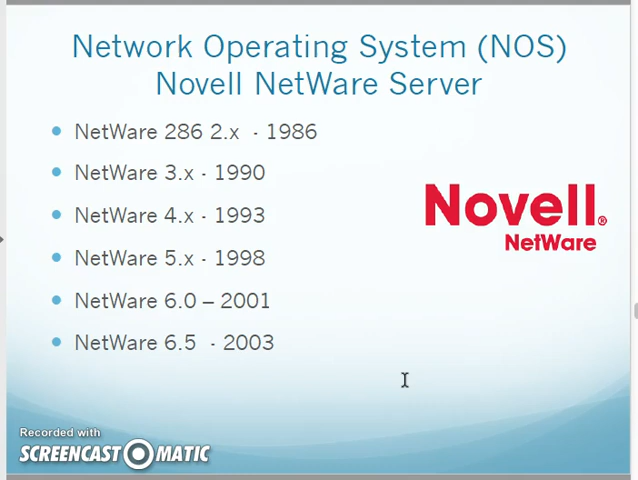 Network Operating System (NOS)
Novell NetWare Server
NetWare 286 2.x - 1986
NetWare 3.x - 1990
NetWare 4.x - 1993
NetWare 5.x - 1998
NetWare 6.0 – 2001
NetWare 6.5 - 2003
Novell®
NetWare
Recorded with
SCREENCAST MATIC